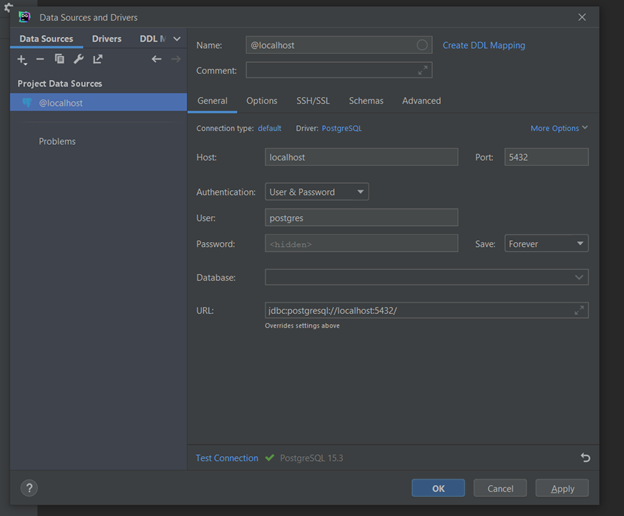 Data Sources and Drivers
Data Sources Drivers DDL M
Name: @localhost Create DDL Mapping
Comment:
Project Data Sources
@localhost
Problems
General Options SSH/SSL Schemas Advanced
Connection type: default Driver: PostgreSQL More Options
Host: localhost Port: 5432
Authentication: User & Password
User: postgres
Password: <hidden> Save: Forever
Database:
URL: jdbc:postgresql://localhost:5432/
Overrides settings above
Test Connection PostgreSQL 15.3
? OK Cancel Apply